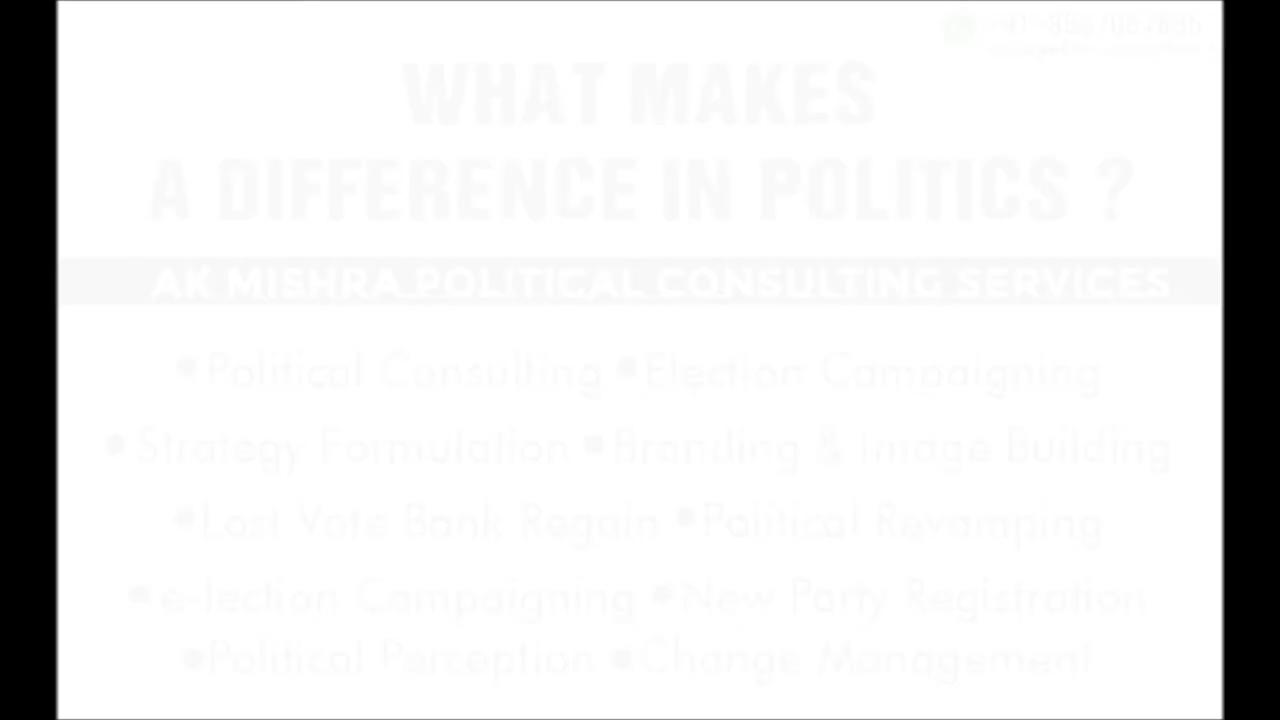 WHAT MAKES
A DIFFERENCE IN POLITICS ?
AK MISHRA POLITICAL CONSULTING SERVICES
•Political Consulting •Election Campaigning
•Strategy Formulation •Branding & Image Building
•Lost Vote Bank Regain •Political Revamping
•e-lection Campaigning •New Party Registration
•Political Perception •Change Management